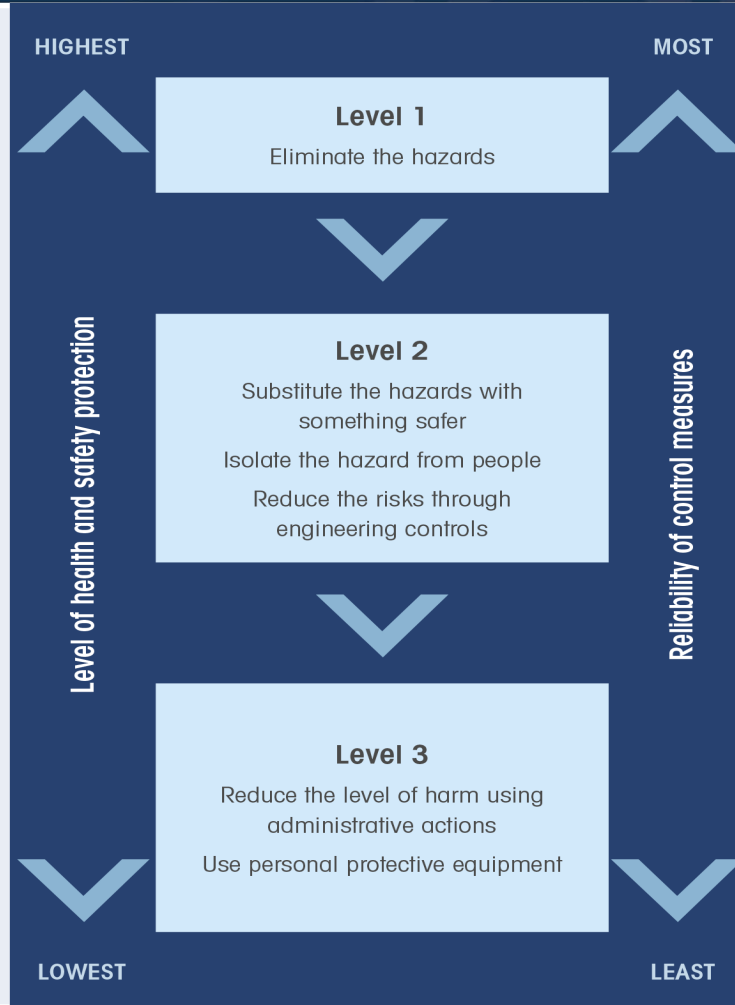 HIGHEST
MOST
Level 1
Eliminate the hazards
Level of health and safety protection
Level 2
Substitute the hazards with
something safer
Isolate the hazard from people
Reduce the risks through
engineering controls
Reliability of control measures
Level 3
Reduce the level of harm using
administrative actions
Use personal protective equipment
LOWEST
LEAST